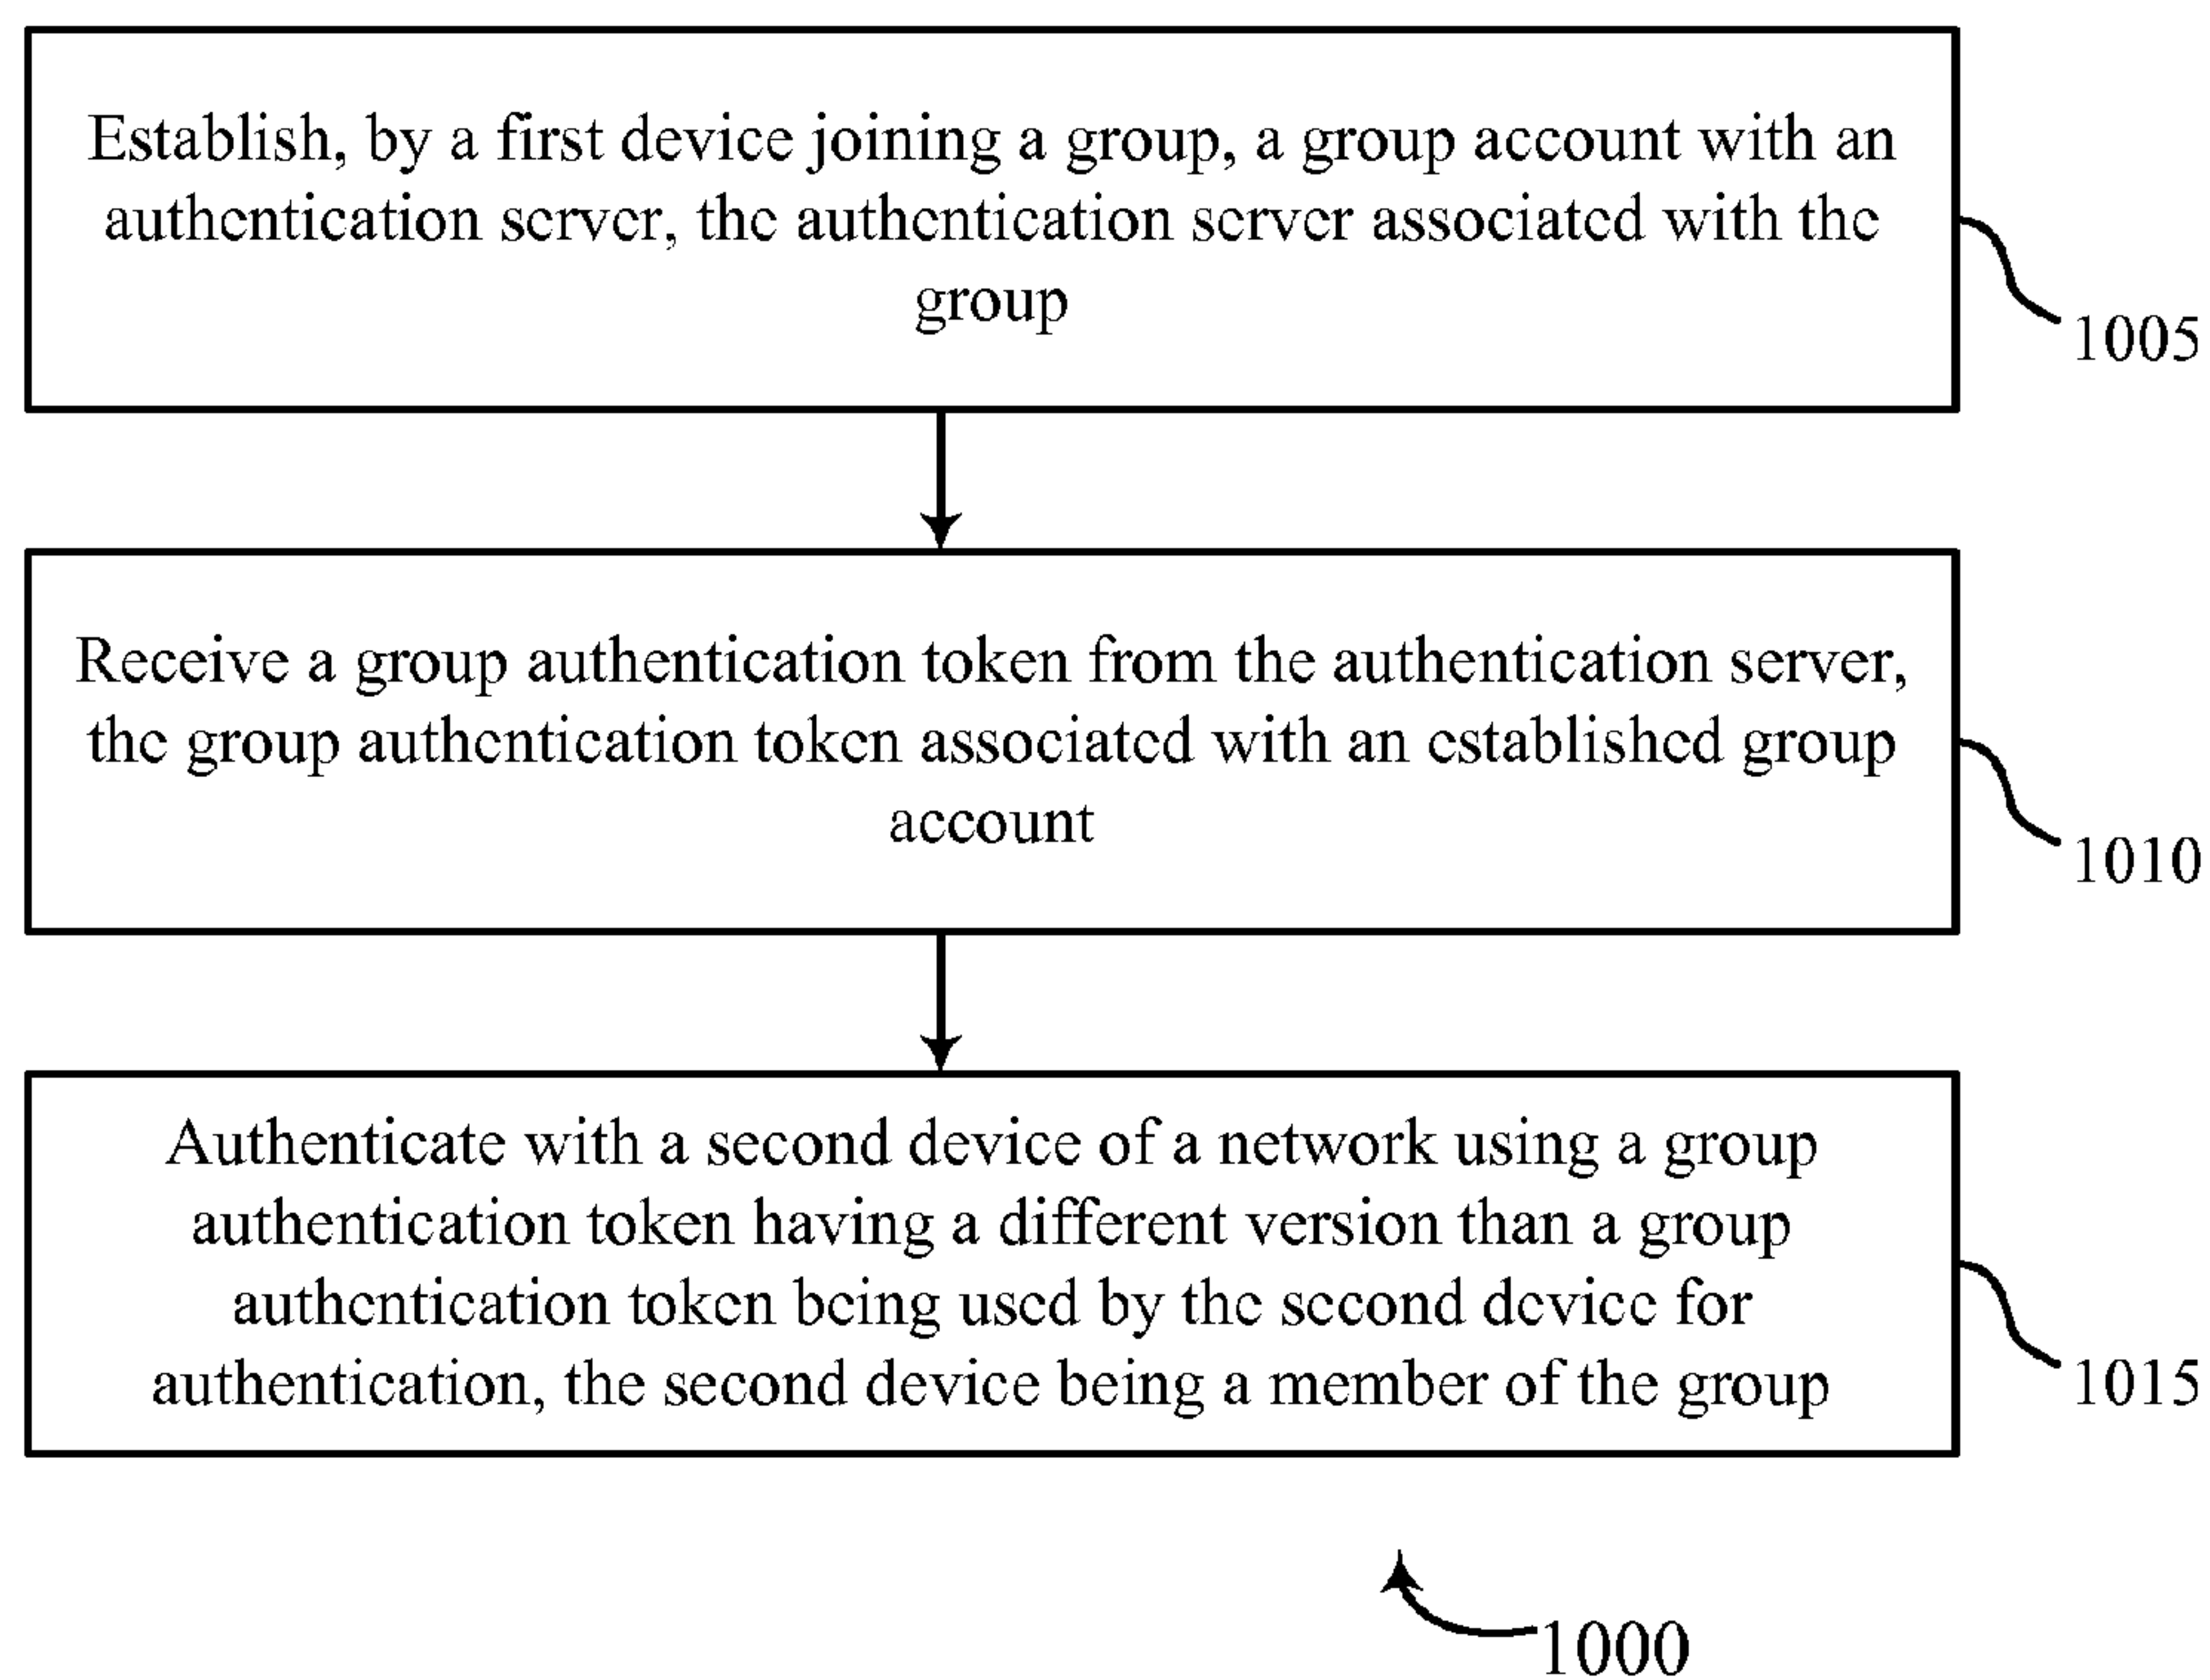 Establish, by a first device joining a group, a group account with an
authentication server, the authentication server associated with the
group
1005
Receive a group authentication token from the authentication server,
the group authentication token associated with an established group
account
1010
Authenticate with a second device of a network using a group
authentication token having a different version than a group
authentication token being used by the second device for
authentication, the second device being a member of the group
1015
1000